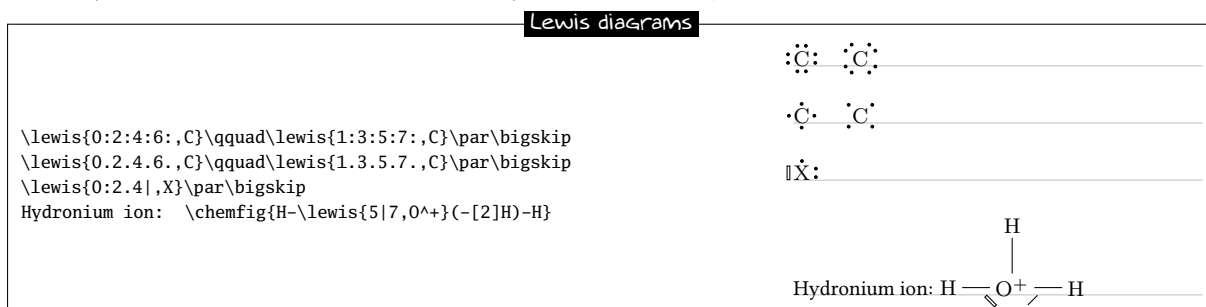 Lewis diagrams
\lewis{0:2:4:6:,C}\qquad\lewis{1:3:5:7:,C}\par\bigskip
\lewis{0.2.4.6.,C}\qquad\lewis{1.3.5.7.,C}\par\bigskip
\lewis{0:2.4|,X}\par\bigskip
Hydronium ion: \chemfig{H-\lewis{5|7,O^+}(-[2]H)-H}
C C
C C
X
H
Hydronium ion: H O+ H